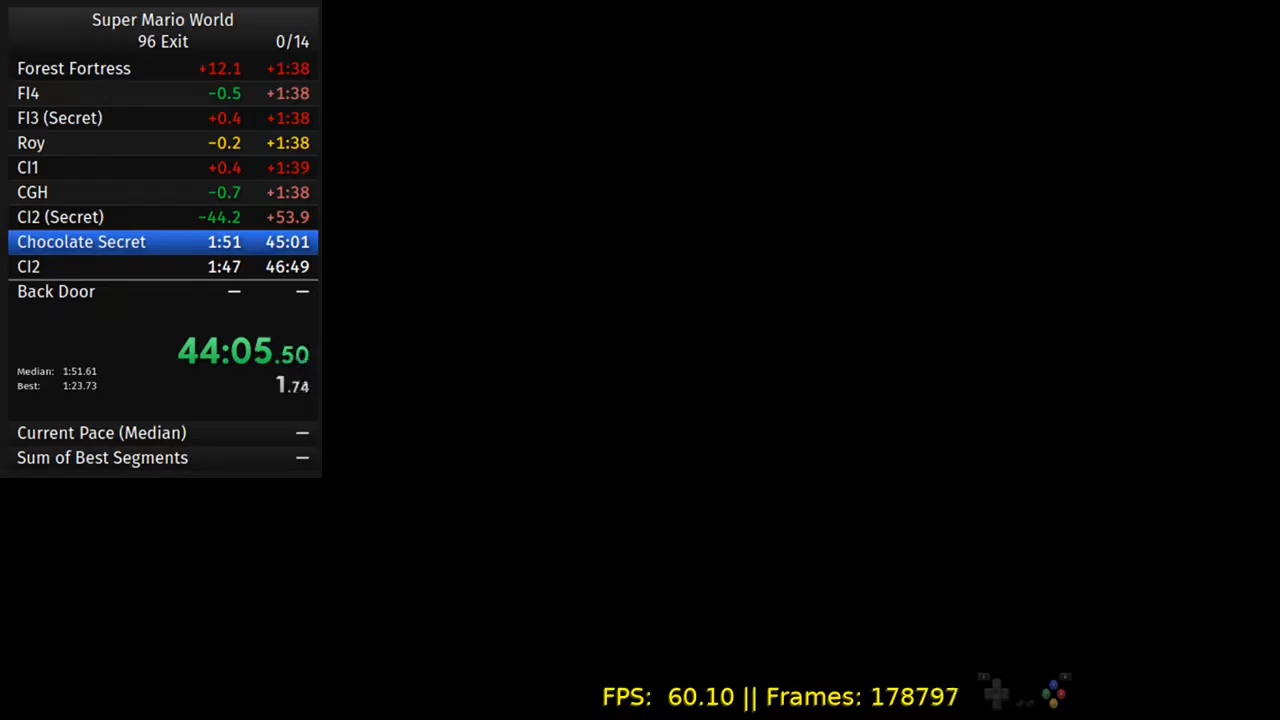 Super Mario World
96 Exit 0/14
Forest Fortress +12.1 +1:38
FI4 −0.5 +1:38
FI3 (Secret) +0.4 +1:38
Roy −0.2 +1:38
CI1 +0.4 +1:39
CGH −0.7 +1:38
CI2 (Secret) −44.2 +53.9
Chocolate Secret 1:51 45:01
CI2 1:47 46:49
Back Door — —
44:05.50
Median: 1:51.61
Best: 1:23.73
1.74
Current Pace (Median) —
Sum of Best Segments —
FPS: 60.10 || Frames: 178797